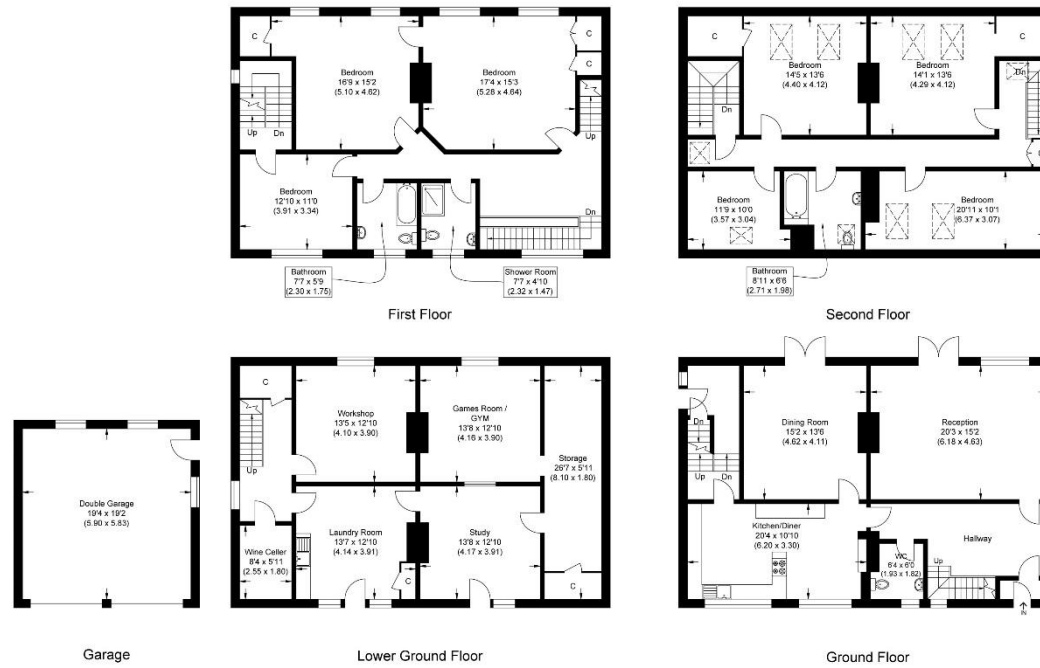 C
Bedroom
16'9 x 15'2
(5.10 x 4.62)
Bedroom
17'4 x 15'3
(5.28 x 4.64)
C
C
Up
Dn
Up
Bedroom
12'10 x 11'0
(3.91 x 3.34)
Dn
Bathroom
7'7 x 5'9
(2.30 x 1.75)
Shower Room
7'7 x 4'10
(2.32 x 1.47)
First Floor
C
Bedroom
14'5 x 13'6
(4.40 x 4.12)
Bedroom
14'1 x 13'6
(4.29 x 4.12)
C
Dn
Dn
Bedroom
11'9 x 10'0
(3.57 x 3.04)
Bedroom
20'11 x 10'1
(6.37 x 3.07)
Bathroom
8'11 x 6'6
(2.71 x 1.98)
Second Floor
Double Garage
19'4 x 19'2
(5.90 x 5.83)
Garage
C
Workshop
13'5 x 12'10
(4.10 x 3.90)
Games Room /
GYM
13'8 x 12'10
(4.16 x 3.90)
Storage
26'7 x 5'11
(8.10 x 1.80)
Up
Wine Celler
8'4 x 5'11
(2.55 x 1.80)
Laundry Room
13'7 x 12'10
(4.14 x 3.91)
Study
13'8 x 12'10
(4.17 x 3.91)
C
C
Lower Ground Floor
Dn
Up
Dn
Dining Room
15'2 x 13'6
(4.62 x 4.11)
Reception
20'3 x 15'2
(6.18 x 4.63)
Kitchen/Diner
20'4 x 10'10
(6.20 x 3.30)
Hallway
WC
6'4 x 6'0
(1.93 x 1.82)
Up
IN
Ground Floor